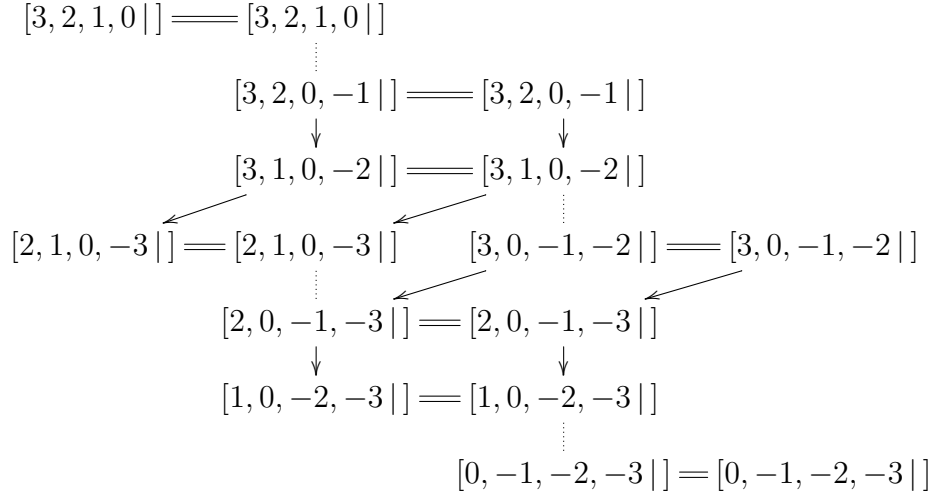 [3, 2, 1, 0 | ] [3, 2, 1, 0 | ]
[3, 2, 0, −1 | ] [3, 2, 0, −1 | ]
[3, 1, 0, −2 | ] [3, 1, 0, −2 | ]
[2, 1, 0, −3 | ] [2, 1, 0, −3 | ] [3, 0, −1, −2 | ] [3, 0, −1, −2 | ]
[2, 0, −1, −3 | ] [2, 0, −1, −3 | ]
[1, 0, −2, −3 | ] [1, 0, −2, −3 | ]
[0, −1, −2, −3 | ] [0, −1, −2, −3 | ]